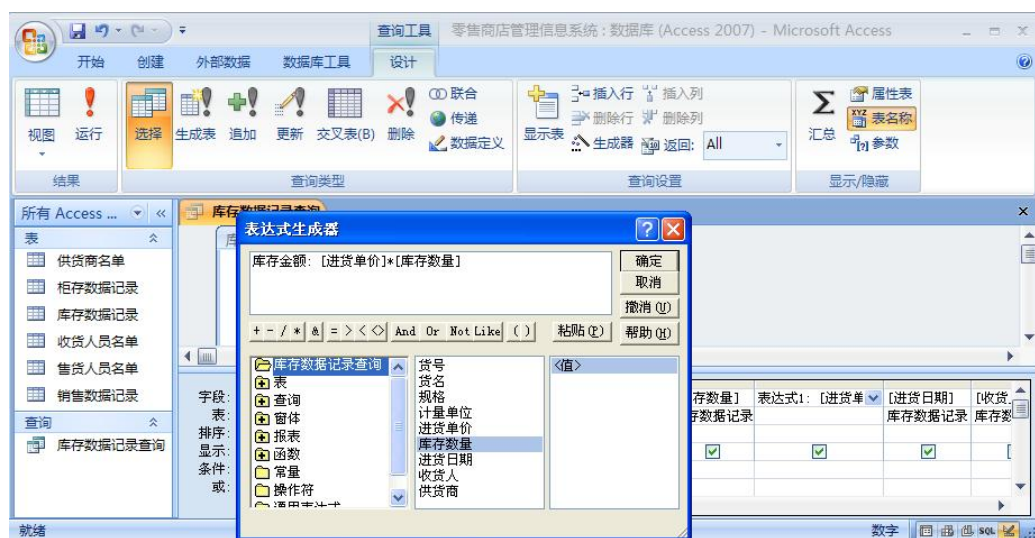 查询工具
零售商店管理信息系统 : 数据库 (Access 2007) - Microsoft Access
开始 创建 外部数据 数据库工具 设计
视图 运行 选择 生成表 追加 更新 交叉表(B) 删除
联合
传递
数据定义
显示表
插入行
删除行
生成器
插入列
删除列
返回: All
汇总
属性表
XYZ 表名称
参数
结果 查询类型 查询设置 显示/隐藏
所有 Access ...
表
供货商名单
柜存数据记录
库存数据记录
收货人员名单
售货人员名单
销售数据记录
查询
库存数据记录查询
库存数据记录查询
表达式生成器
库存金额: [进货单价]*[库存数量]
确定
取消
撤消(U)
帮助(H)
+ - / * & = > < <> And Or Not Like ( ) 粘贴(P)
库存数据记录查询
表
查询
窗体
报表
函数
常量
操作符
通用表达式
货号
货名
规格
计量单位
进货单价
库存数量
进货日期
收货人
供货商
<值>
字段:
表:
排序:
显示:
条件:
或:
存数量] 表达式1: [进货单 [进货日期] [收货
数据记录 库存数据记录 库存数
就绪
数字
SQL